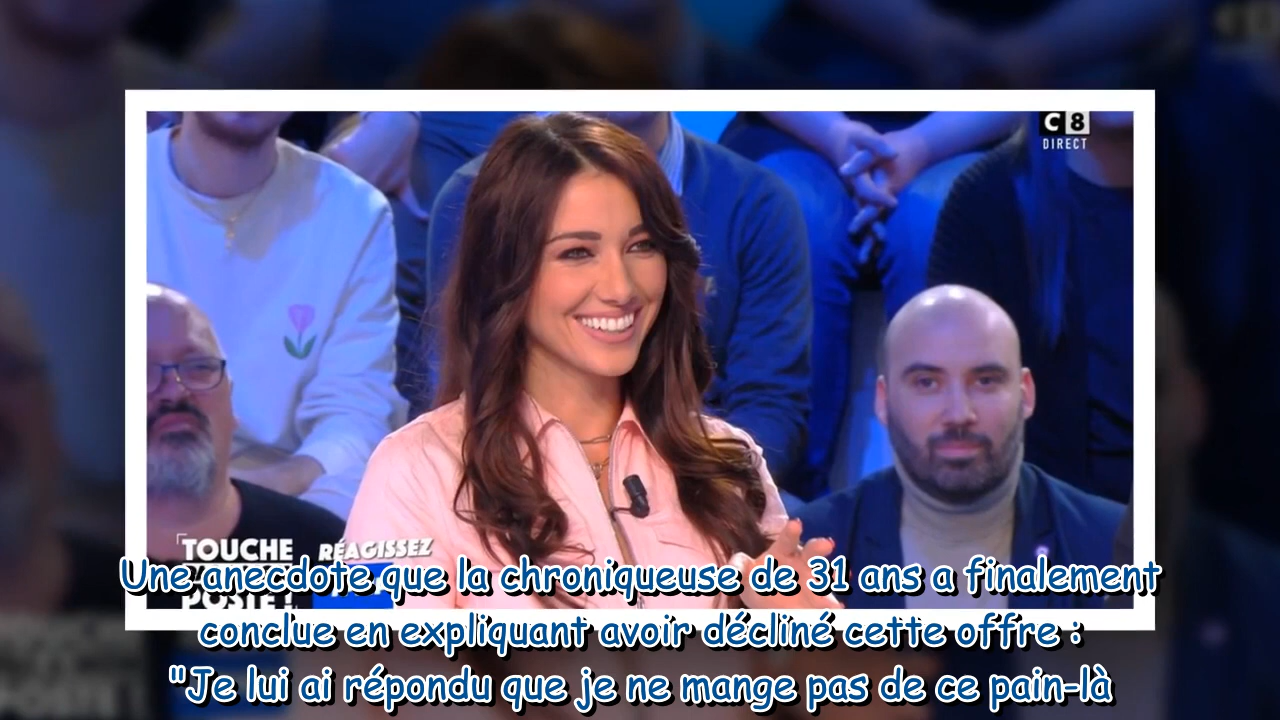 C8
DIRECT
TOUCHE
RÉAGISSEZ
POSTE !
Une anecdote que la chroniqueuse de 31 ans a finalement
conclue en expliquant avoir décliné cette offre :
"Je lui ai répondu que je ne mange pas de ce pain-là